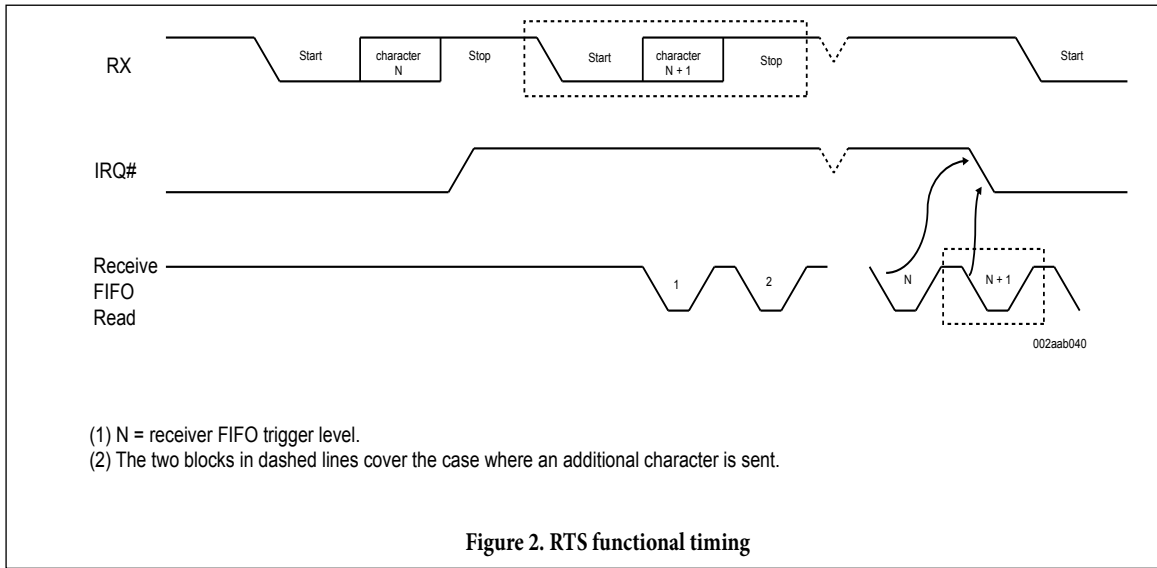 RX
Start
character
N
Stop
Start
character
N + 1
Stop
Start
IRQ#
Receive
FIFO
Read
1
2
N
N + 1
002aab040
(1) N = receiver FIFO trigger level.
(2) The two blocks in dashed lines cover the case where an additional character is sent.
Figure 2. RTS functional timing